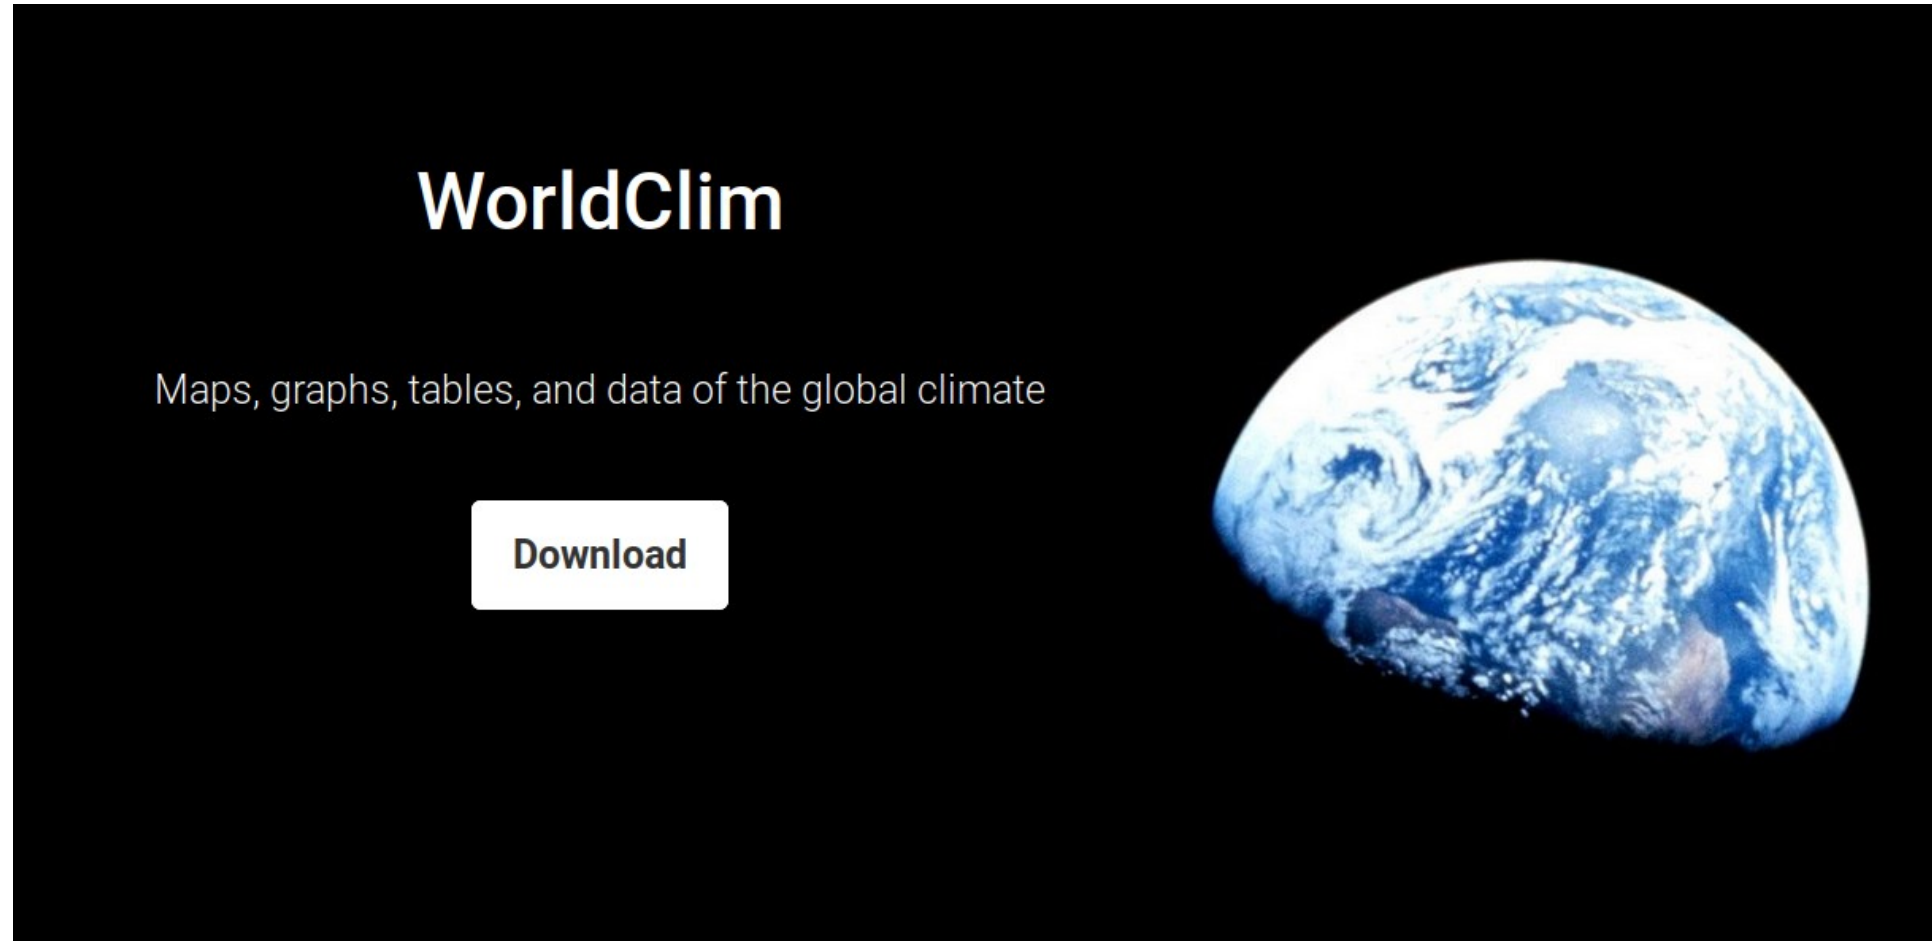 WorldClim
Maps, graphs, tables, and data of the global climate
Download